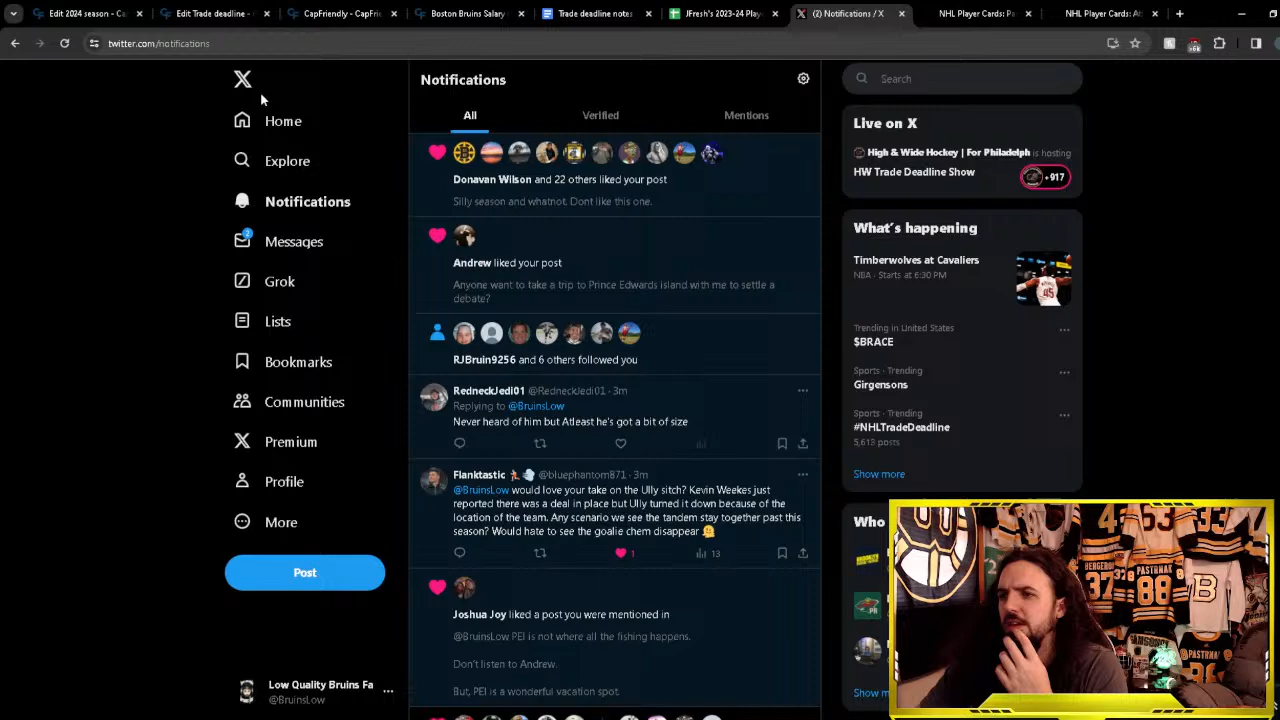 Edit 2024 season - Ca
Edit Trade deadline -
CapFriendly - CapFri
Boston Bruins Salary
Trade deadline notes
JFresh's 2023-24 Play
(2) Notifications / X
NHL Player Cards: Pa
NHL Player Cards: At
twitter.com/notifications
Home
Explore
Notifications
2
Messages
Grok
Lists
Bookmarks
Communities
Premium
Profile
More
Post
Low Quality Bruins Fa
@BruinsLow
Notifications
All
Verified
Mentions
Donavan Wilson and 22 others liked your post
Silly season and whatnot. Dont like this one.
Andrew liked your post
Anyone want to take a trip to Prince Edwards island with me to settle a
debate?
RJBruin9256 and 6 others followed you
RedneckJedi01 @RedneckJedi01 · 3m
Replying to @BruinsLow
Never heard of him but Atleast he's got a bit of size
Flanktastic @bluephantom871 · 3m
@BruinsLow would love your take on the Ully sitch? Kevin Weekes just
reported there was a deal in place but Ully turned it down because of the
location of the team. Any scenario we see the tandem stay together past this
season? Would hate to see the goalie chem disappear
1
13
Joshua Joy liked a post you were mentioned in
@BruinsLow PEI is not where all the fishing happens.
Don't listen to Andrew.
But, PEI is a wonderful vacation spot.
Search
Live on X
High & Wide Hockey | For Philadelph is hosting
HW Trade Deadline Show
+917
What's happening
Timberwolves at Cavaliers
NBA · Starts at 6:30 PM
Trending in United States
$BRACE
Sports · Trending
Girgensons
Sports · Trending
#NHLTradeDeadline
5,613 posts
Show more
Who
Show m
BERGERON
37
PASTRNAK
88
4
53
33
B
PASTRNAK